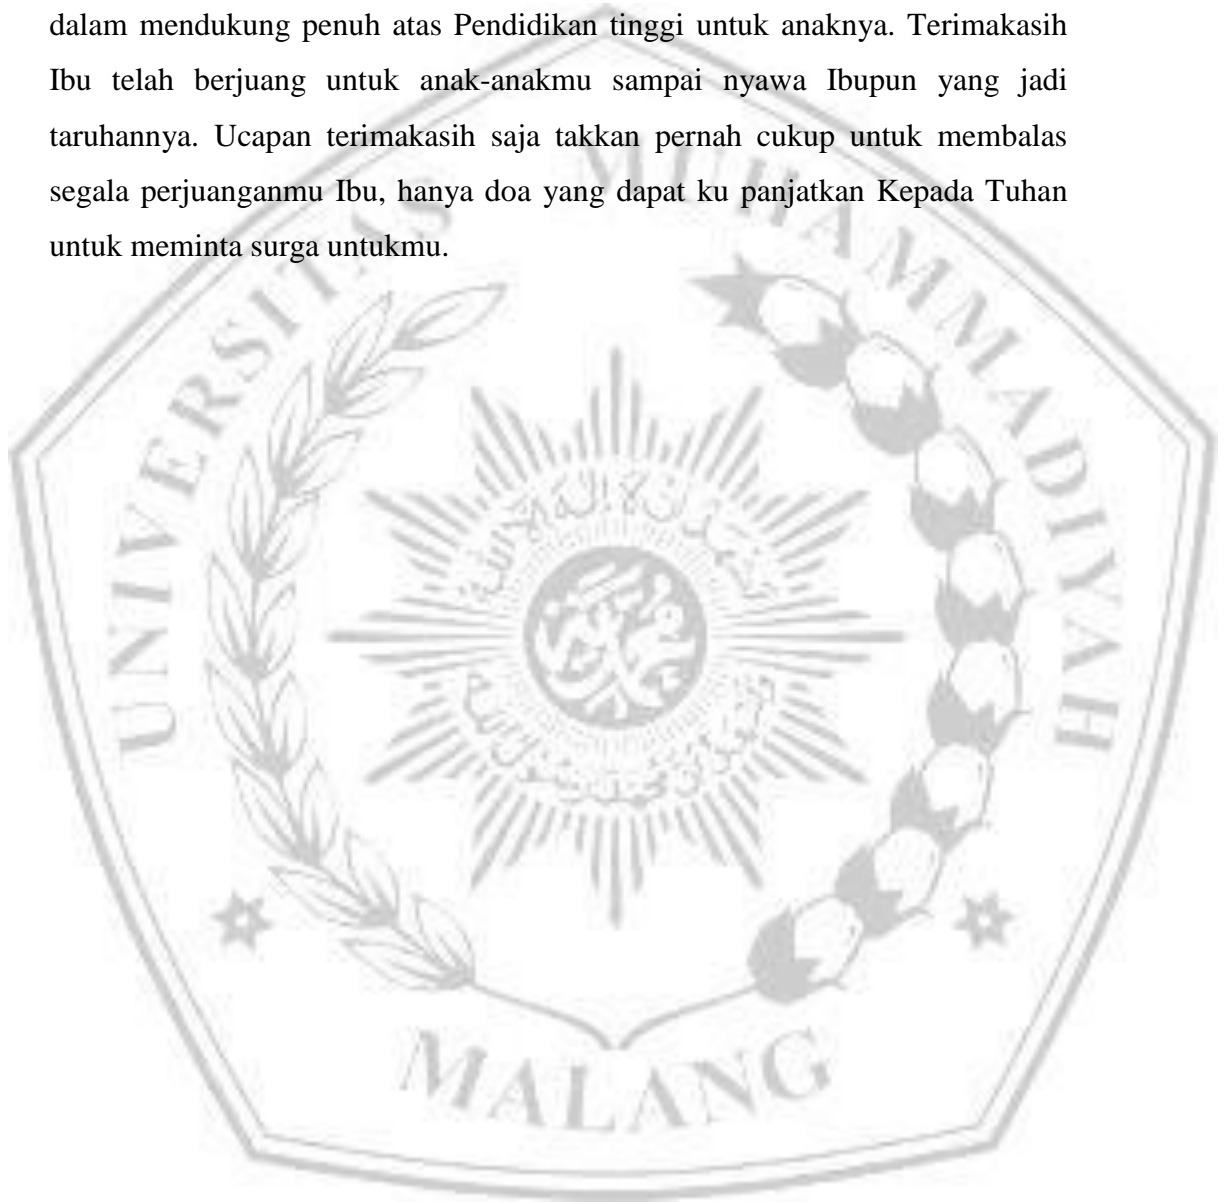 dalam mendukung penuh atas Pendidikan tinggi untuk anaknya. Terimakasih
Ibu telah berjuang untuk anak-anakmu sampai nyawa Ibupun yang jadi
taruhannya. Ucapan terimakasih saja takkan pernah cukup untuk membalas
segala perjuanganmu Ibu, hanya doa yang dapat ku panjatkan Kepada Tuhan
untuk meminta surga untukmu.
UNIVERSITAS MUHAMMADIYAH
MALANG